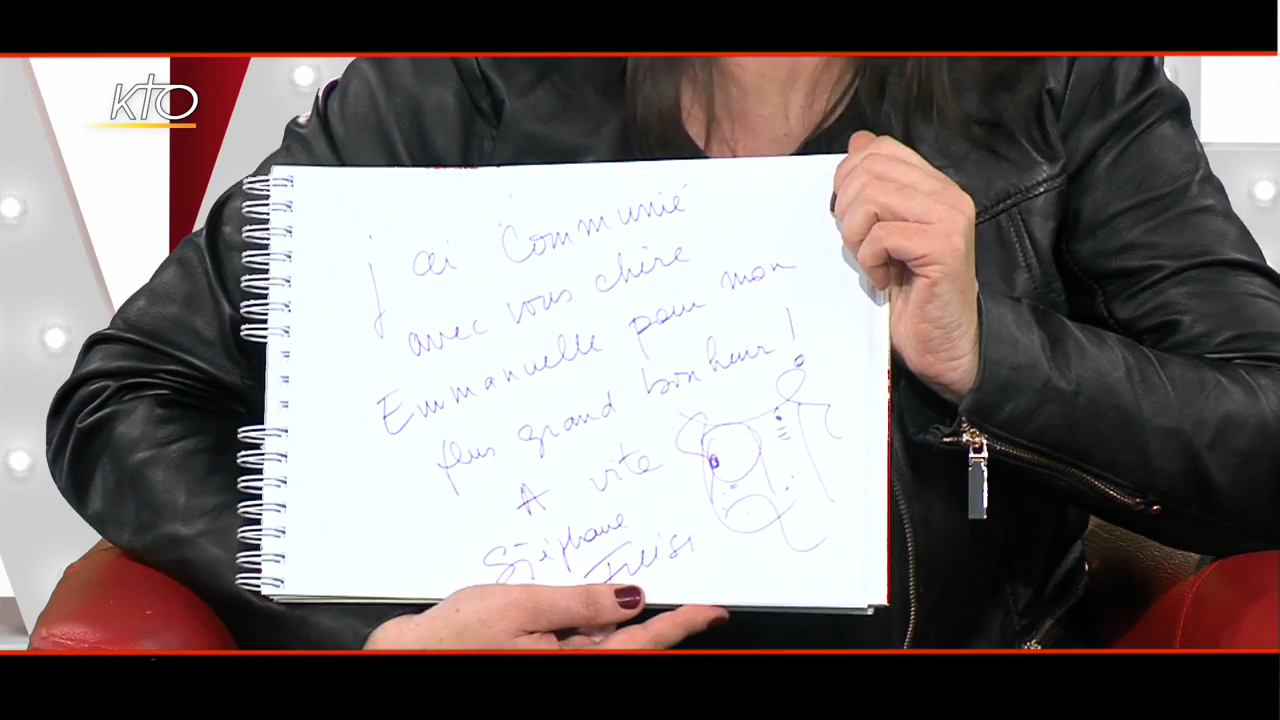 KTO
j'ai communié
avec vous chère
Emmanuelle pour mon
plus grand bonheur !
A vite
Stéphane